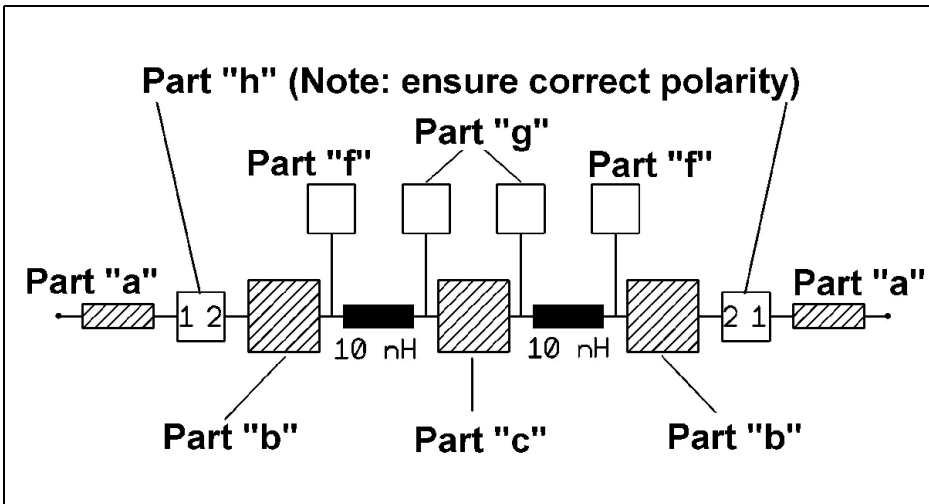 Part "h" (Note: ensure correct polarity)
Part "g"
Part "f"
Part "f"
Part "a"
Part "a"
1 2
2 1
10 nH
10 nH
Part "b"
Part "c"
Part "b"